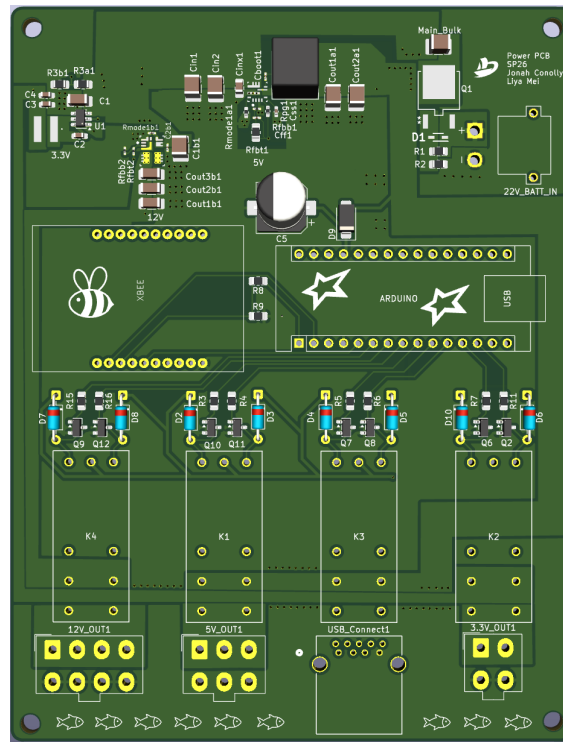 Main_Bulk
Power PCB
SP26
Jonah Conolly
Liya Mei
R3b1
R3a1
C4
C3
C1
U1
C2
3.3V
Cin1
Cin2
Cinx1
Cboot1
Cout1a1
Cout2a1
Rpg1
Css1
Rmode1a1
Rfbb1
Cff1
Rfbt1
5V
Q1
D1
+
-
R1
R2
22V_BATT_IN
Rmode1b1
Rfbb2
Rfbt2
C1b1
Cout3b1
Cout2b1
Cout1b1
12V
C5
+
D9
XBEE
R8
R9
ARDUINO
USB
D7
R15
R16
D8
D2
R3
R4
D3
D4
R5
R6
D5
D10
R7
R11
D6
Q9
Q12
Q10
Q11
Q7
Q8
Q6
Q2
K4
K1
K3
K2
12V_OUT1
5V_OUT1
USB_Connect1
3.3V_OUT1